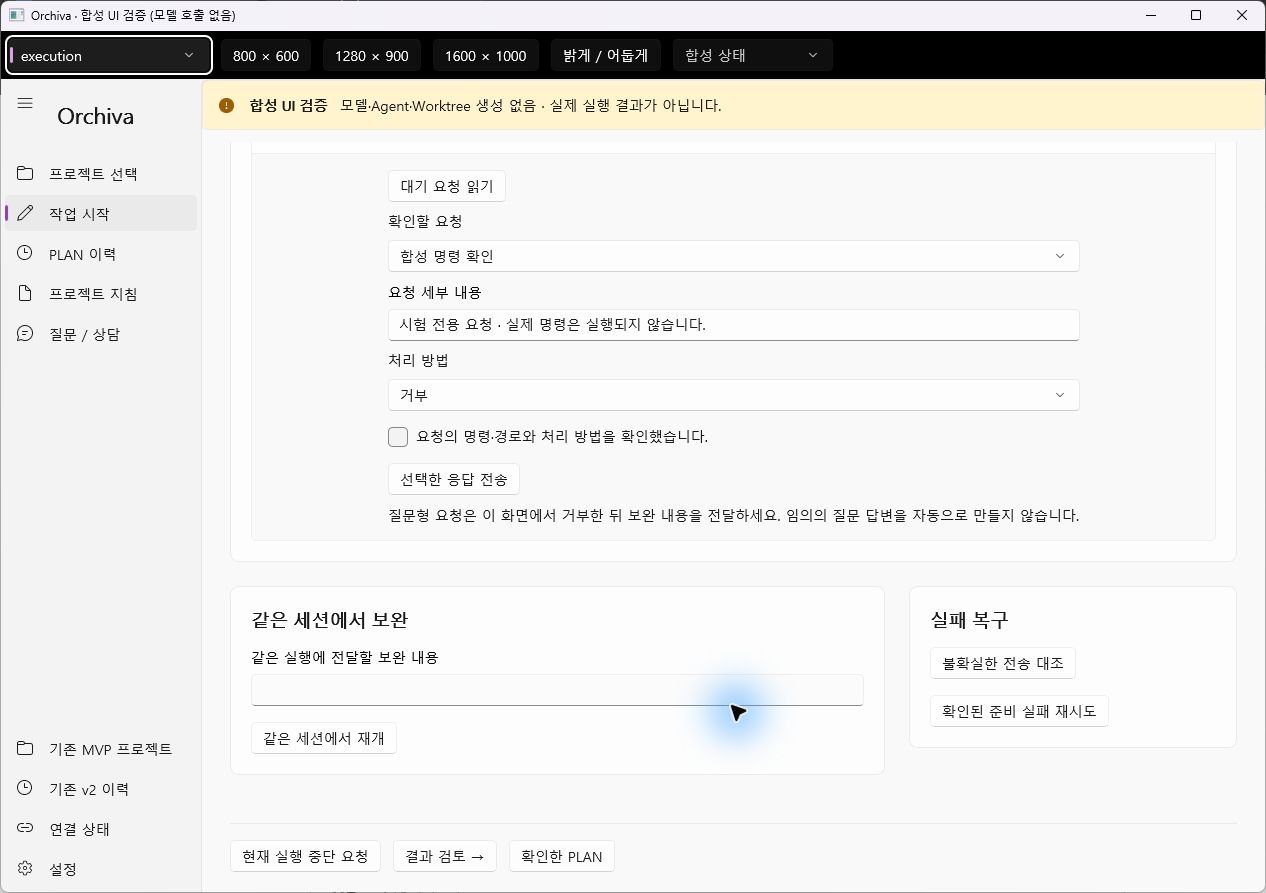 Orchiva · 합성 UI 검증 (모델 호출 없음)
execution
800 × 600
1280 × 900
1600 × 1000
밝게 / 어둡게
합성 상태
Orchiva
프로젝트 선택
작업 시작
PLAN 이력
프로젝트 지침
질문 / 상담
기존 MVP 프로젝트
기존 v2 이력
연결 상태
설정
합성 UI 검증 모델·Agent·Worktree 생성 없음 · 실제 실행 결과가 아닙니다.
대기 요청 읽기
확인할 요청
합성 명령 확인
요청 세부 내용
시험 전용 요청 · 실제 명령은 실행되지 않습니다.
처리 방법
거부
요청의 명령·경로와 처리 방법을 확인했습니다.
선택한 응답 전송
질문형 요청은 이 화면에서 거부한 뒤 보완 내용을 전달하세요. 임의의 질문 답변을 자동으로 만들지 않습니다.
같은 세션에서 보완
같은 실행에 전달할 보완 내용
같은 세션에서 재개
실패 복구
불확실한 전송 대조
확인된 준비 실패 재시도
현재 실행 중단 요청
결과 검토 →
확인한 PLAN